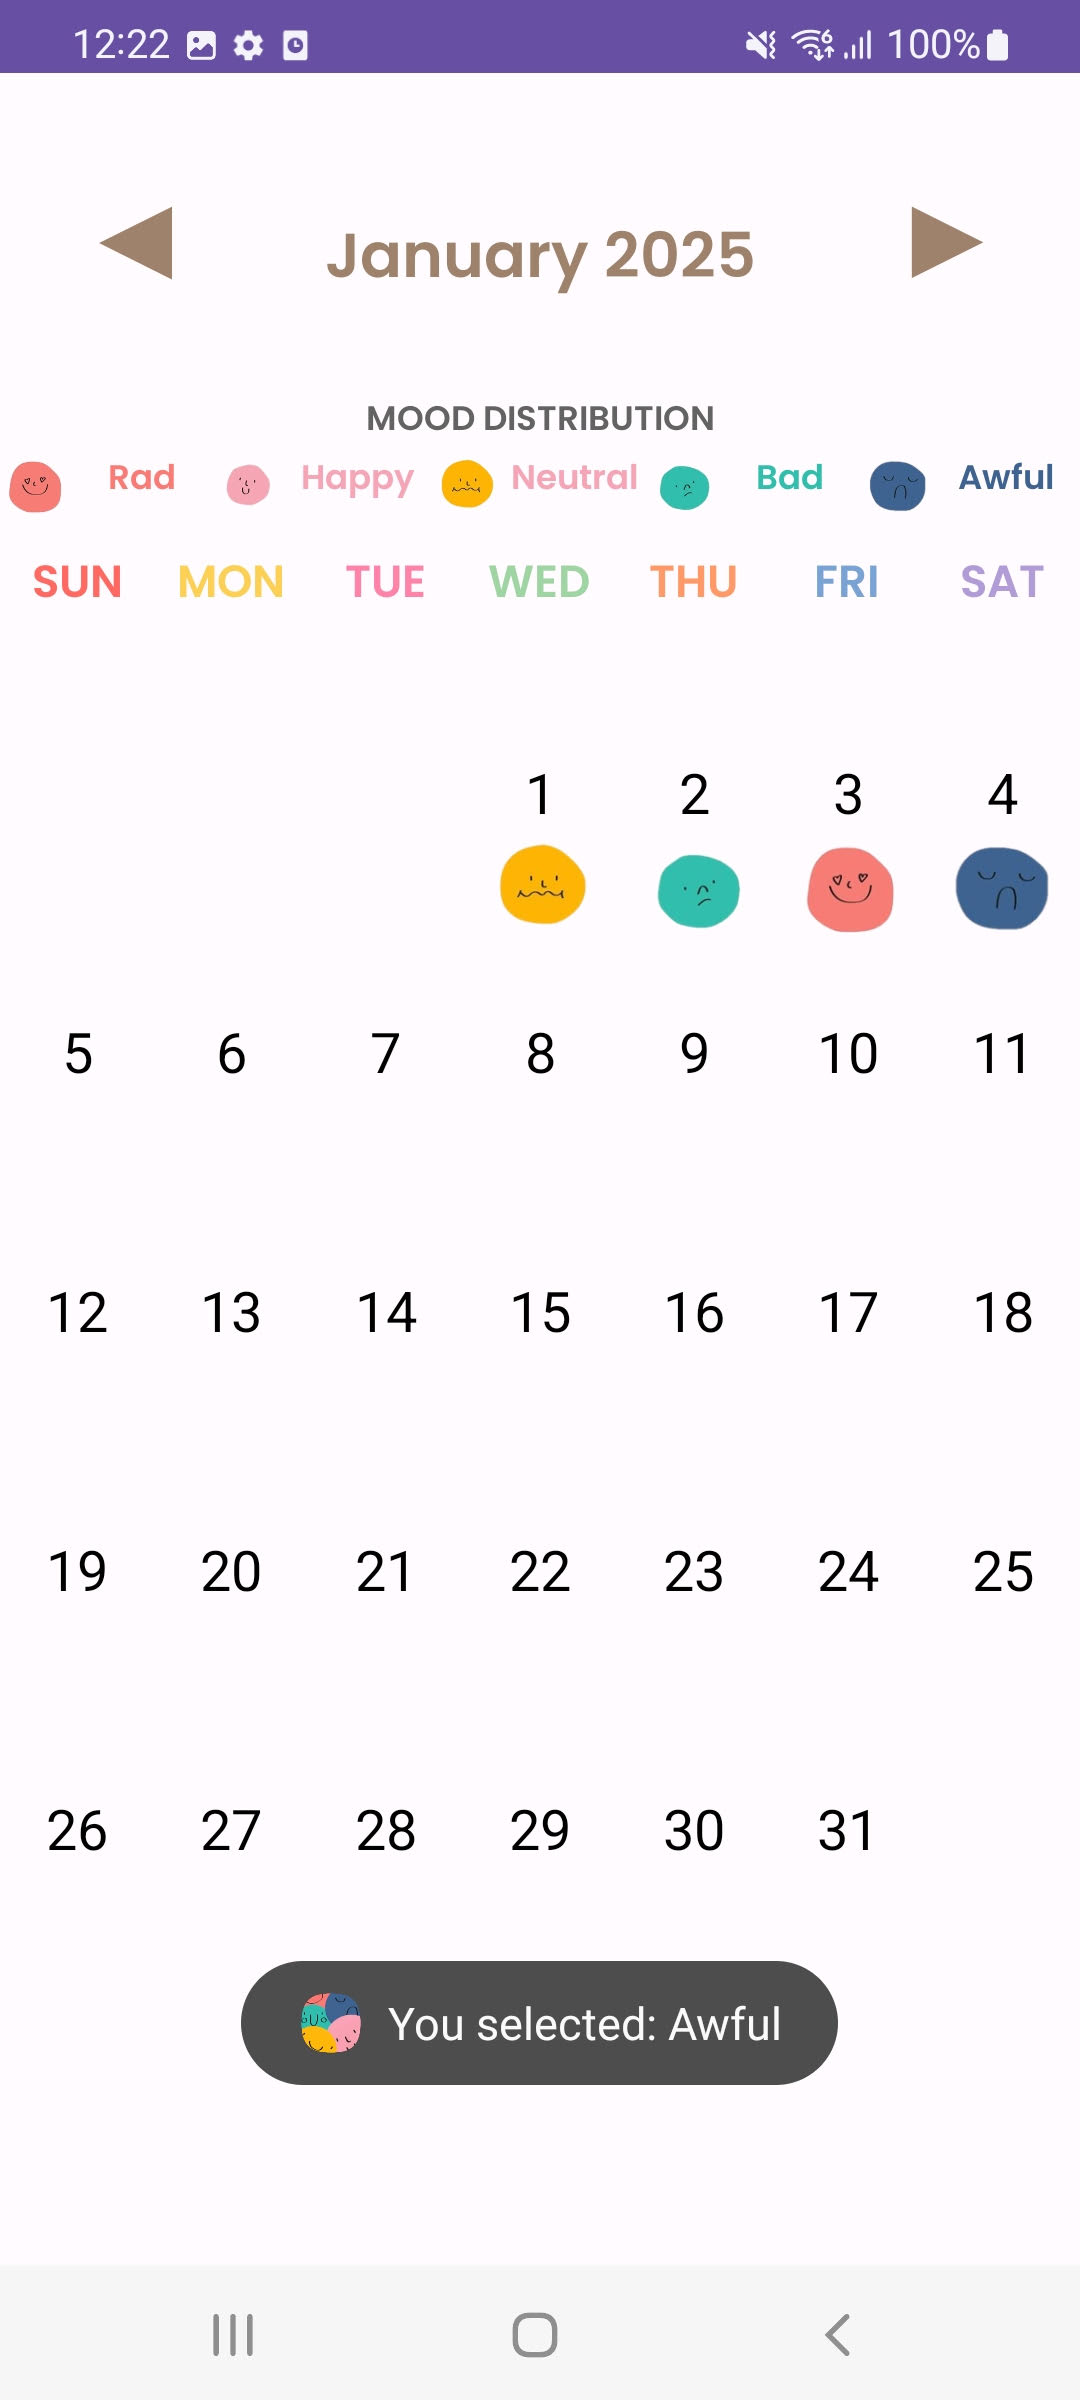 12:22 100%
January 2025
MOOD DISTRIBUTION
Rad Happy Neutral Bad Awful
SUN MON TUE WED THU FRI SAT
1 2 3 4
5 6 7 8 9 10 11
12 13 14 15 16 17 18
19 20 21 22 23 24 25
26 27 28 29 30 31
You selected: Awful